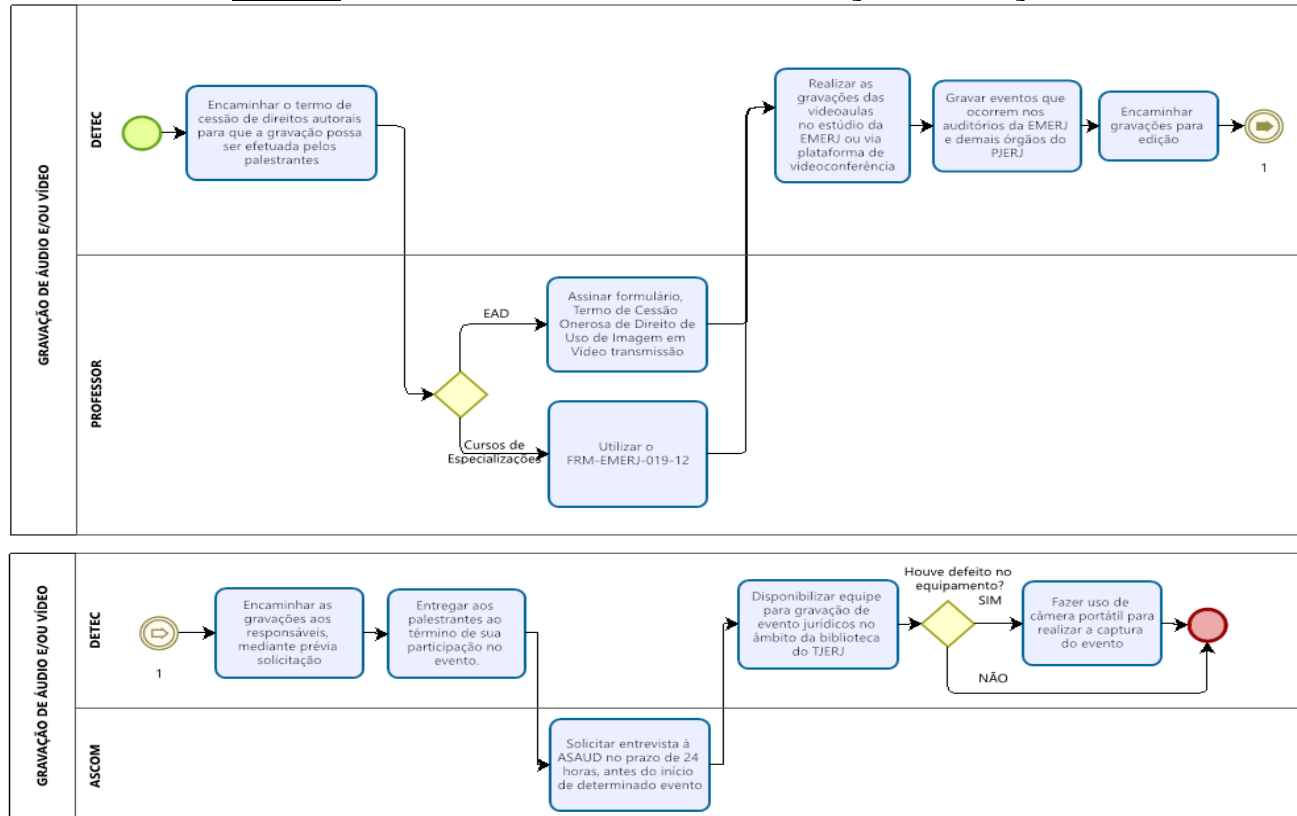 GRAVAÇÃO DE ÁUDIO E/OU VÍDEO
DETEC
Encaminhar o termo de
cessão de direitos autorais
para que a gravação possa
ser efetuada pelos
palestrantes
Realizar as
gravações das
videoaulas
no estúdio da
EMERJ ou via
plataforma de
videoconferência
Gravar eventos que
ocorrem nos
auditórios da EMERJ
e demais órgãos do
PJERJ
Encaminhar
gravações para
edição
1
PROFESSOR
EAD
Assinar formulário,
Termo de Cessão
Onerosa de Direito de
Uso de Imagem em
Vídeo transmissão
Cursos de
Especializações
Utilizar o
FRM-EMERJ-019-12
GRAVAÇÃO DE ÁUDIO E/OU VÍDEO
DETEC
1
Encaminhar as
gravações aos
responsáveis,
mediante prévia
solicitação
Entregar aos
palestrantes ao
término de sua
participação no
evento.
Disponibilizar equipe
para gravação de
evento jurídicos no
âmbito da biblioteca
do TJERJ
Houve defeito no
equipamento?
SIM
NÃO
Fazer uso de
câmera portátil para
realizar a captura
do evento
ASCOM
Solicitar entrevista à
ASAUD no prazo de 24
horas, antes do início
de determinado evento